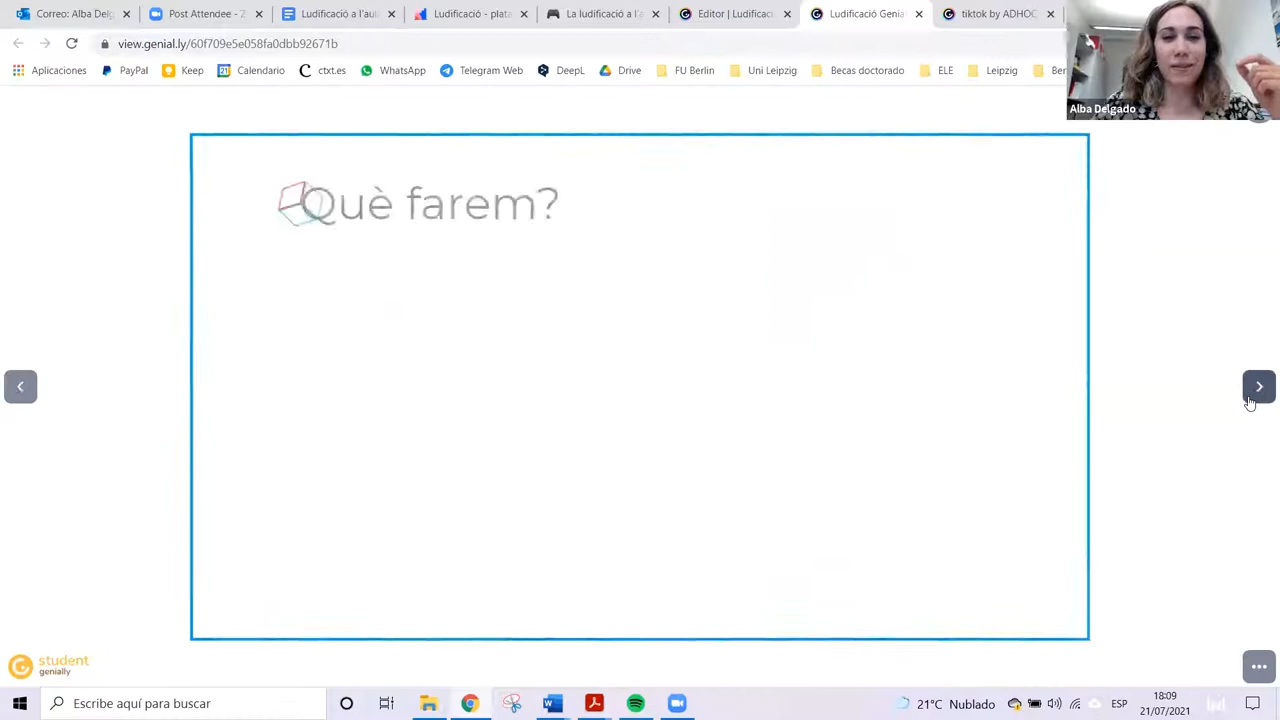 Correo: Alba Delg
Post Attendee - Z
Ludificació a l'aul
Ludificació - plata
La ludificació a l'a
Editor | Ludificac
Ludificació Genia
tiktok by ADHOC
view.genial.ly/60f709e5e058fa0dbb92671b
Aplicaciones
PayPal
Keep
Calendario
ctxt.es
WhatsApp
Telegram Web
DeepL
Drive
FU Berlin
Uni Leipzig
Becas doctorado
ELE
Leipzig
Ber
Alba Delgado
Què farem?
student
genially
Escribe aquí para buscar
21°C Nublado
ESP
18:09
21/07/2021